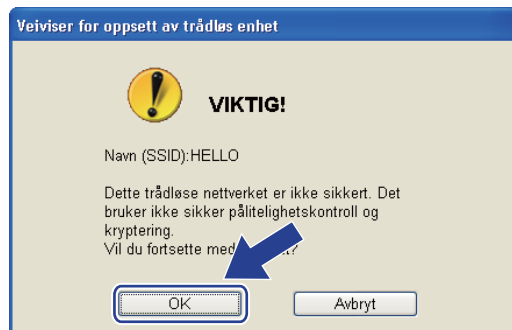 Veiviser for oppsett av trådløs enhet
VIKTIG!
Navn (SSID):HELLO
Dette trådløse nettverket er ikke sikkert. Det
bruker ikke sikker pålitelighetskontroll og
kryptering.
Vil du fortsette med
OK
Avbryt